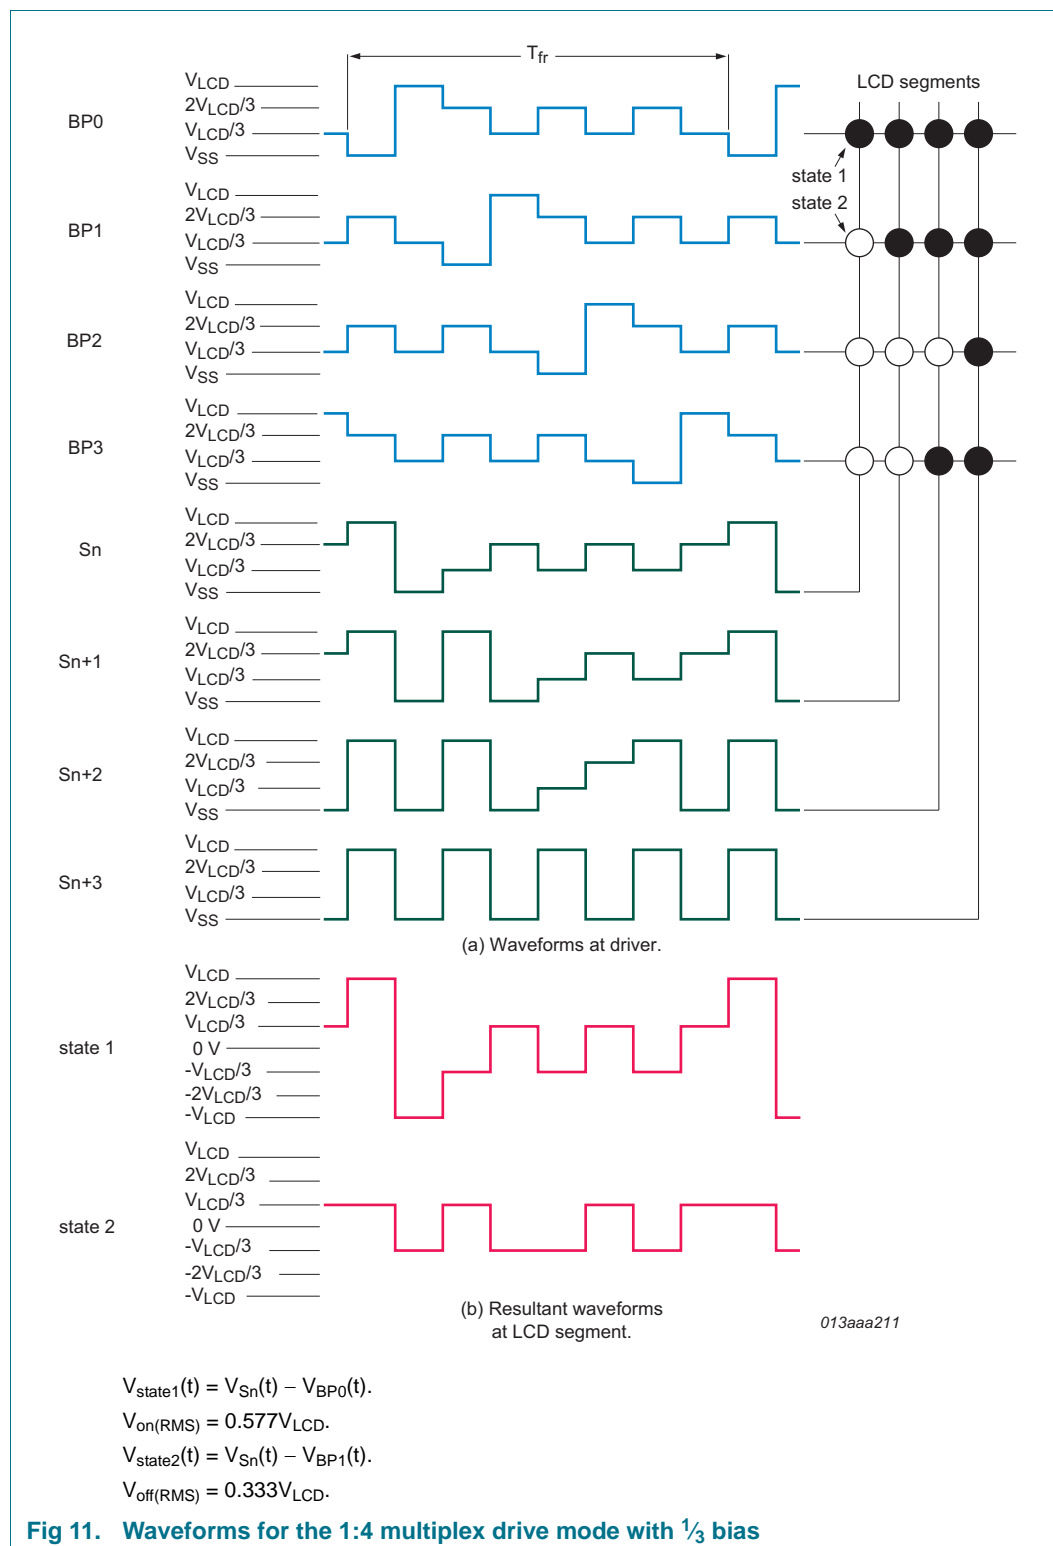 Tfr
BP0
VLCD
2VLCD/3
VLCD/3
VSS
LCD segments
state 1
state 2
BP1
VLCD
2VLCD/3
VLCD/3
VSS
BP2
VLCD
2VLCD/3
VLCD/3
VSS
BP3
VLCD
2VLCD/3
VLCD/3
VSS
Sn
VLCD
2VLCD/3
VLCD/3
VSS
Sn+1
VLCD
2VLCD/3
VLCD/3
VSS
Sn+2
VLCD
2VLCD/3
VLCD/3
VSS
Sn+3
VLCD
2VLCD/3
VLCD/3
VSS
(a) Waveforms at driver.
state 1
VLCD
2VLCD/3
VLCD/3
0 V
-VLCD/3
-2VLCD/3
-VLCD
state 2
VLCD
2VLCD/3
VLCD/3
0 V
-VLCD/3
-2VLCD/3
-VLCD
(b) Resultant waveforms
at LCD segment.
013aaa211
Vstate1(t) = VSn(t) − VBP0(t).
Von(RMS) = 0.577VLCD.
Vstate2(t) = VSn(t) − VBP1(t).
Voff(RMS) = 0.333VLCD.
Fig 11. Waveforms for the 1:4 multiplex drive mode with 1/3 bias